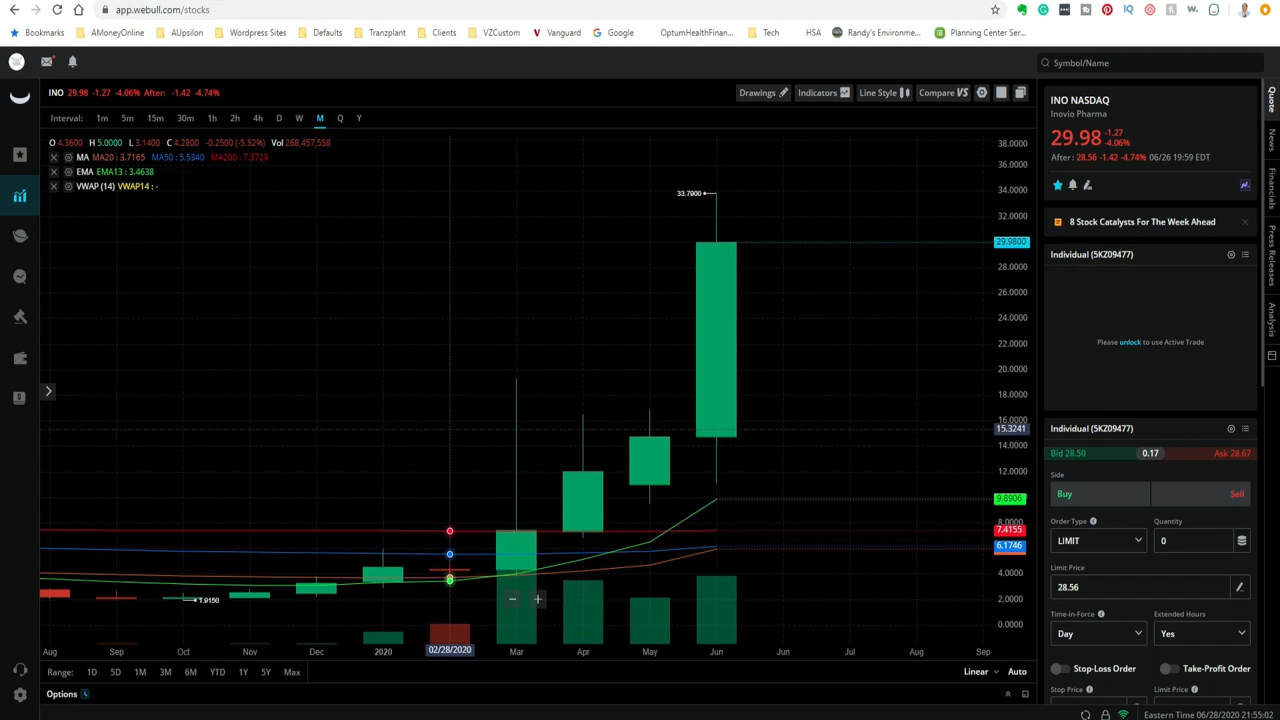 app.webull.com/stocks
Bookmarks AMoneyOnline AUpsilon Wordpress Sites Defaults Tranzplant Clients VZCustom Vanguard Google OptumHealthFinan... Tech HSA Randy's Environme... Planning Center Ser...
Symbol/Name
INO 29.98 -1.27 -4.06% After: -1.42 -4.74%
Drawings Indicators Line Style Compare VS
Interval: 1m 5m 15m 30m 1h 2h 4h D W M Q Y
O 4.3600 H 5.0000 L 3.1400 C 4.2800 -0.2500 (-5.52%) Vol 268,457,558
MA MA20 : 3.7165 MA50 : 5.5340 MA200 : 7.3729
EMA EMA13 : 3.4638
VWAP (14) VWAP14 : -
33.7900
1.9150
38.0000
36.0000
34.0000
32.0000
29.9800
28.0000
26.0000
24.0000
22.0000
20.0000
18.0000
16.0000
15.3241
14.0000
12.0000
9.8906
8.0000
7.4155
6.1746
4.0000
2.0000
0.0000
Aug Sep Oct Nov Dec 2020 02/28/2020 Mar Apr May Jun Jun Jul Aug Sep
Range: 1D 5D 1M 3M 6M YTD 1Y 5Y Max
Linear Auto
Options L
INO NASDAQ
Inovio Pharma
29.98 -1.27
-4.06%
After: 28.56 -1.42 -4.74% 06/26 19:59 EDT
8 Stock Catalysts For The Week Ahead
Individual (5KZ09477)
Please unlock to use Active Trade
Individual (5KZ09477)
Bid 28.50 0.17 Ask 28.67
Side
Buy Sell
Order Type Quantity
LIMIT 0
Limit Price
28.56
Time-in-Force Extended Hours
Day Yes
Stop-Loss Order Take-Profit Order
Stop Price Limit Price
Eastern Time 06/28/2020 21:55:02
Quote
News
Financials
Press Releases
Analysis